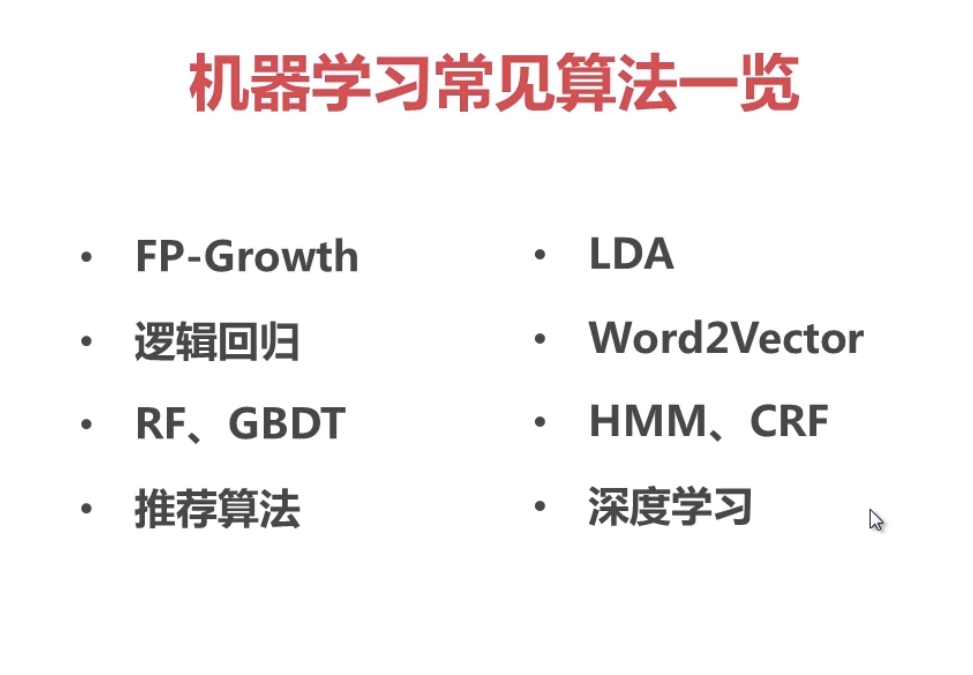 机器学习常见算法一览
• FP-Growth
• 逻辑回归
• RF、GBDT
• 推荐算法
• LDA
• Word2Vector
• HMM、CRF
• 深度学习